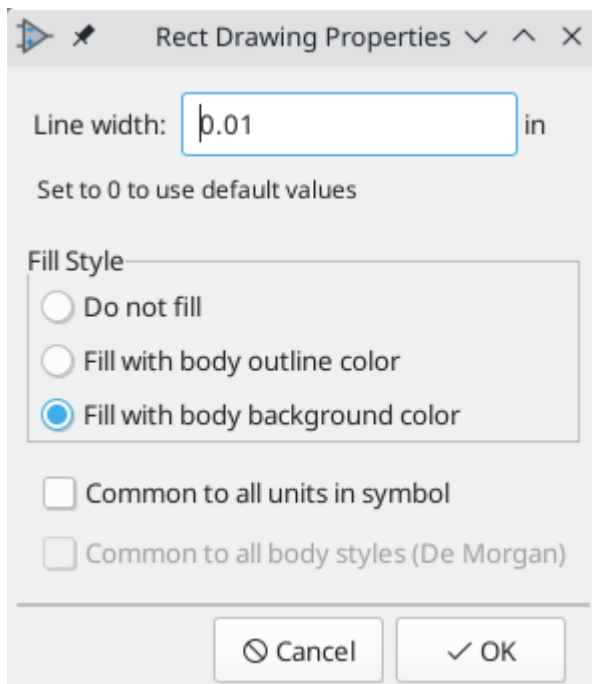 Rect Drawing Properties
Line width: 0.01 in
Set to 0 to use default values
Fill Style
Do not fill
Fill with body outline color
Fill with body background color
Common to all units in symbol
Common to all body styles (De Morgan)
Cancel OK